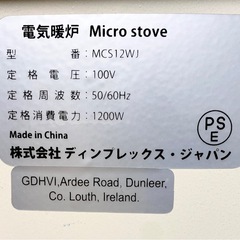 電気暖炉 Micro stove
型 番 : MCS12WJ
定 格 電 圧 : 100V
定 格 周 波 数 : 50/60Hz
定格消費電力 : 1200W
Made in China
PS
E
株式会社 ディンプレックス・ジャパン
GDHVI,Ardee Road, Dunleer,
Co. Louth, Ireland.